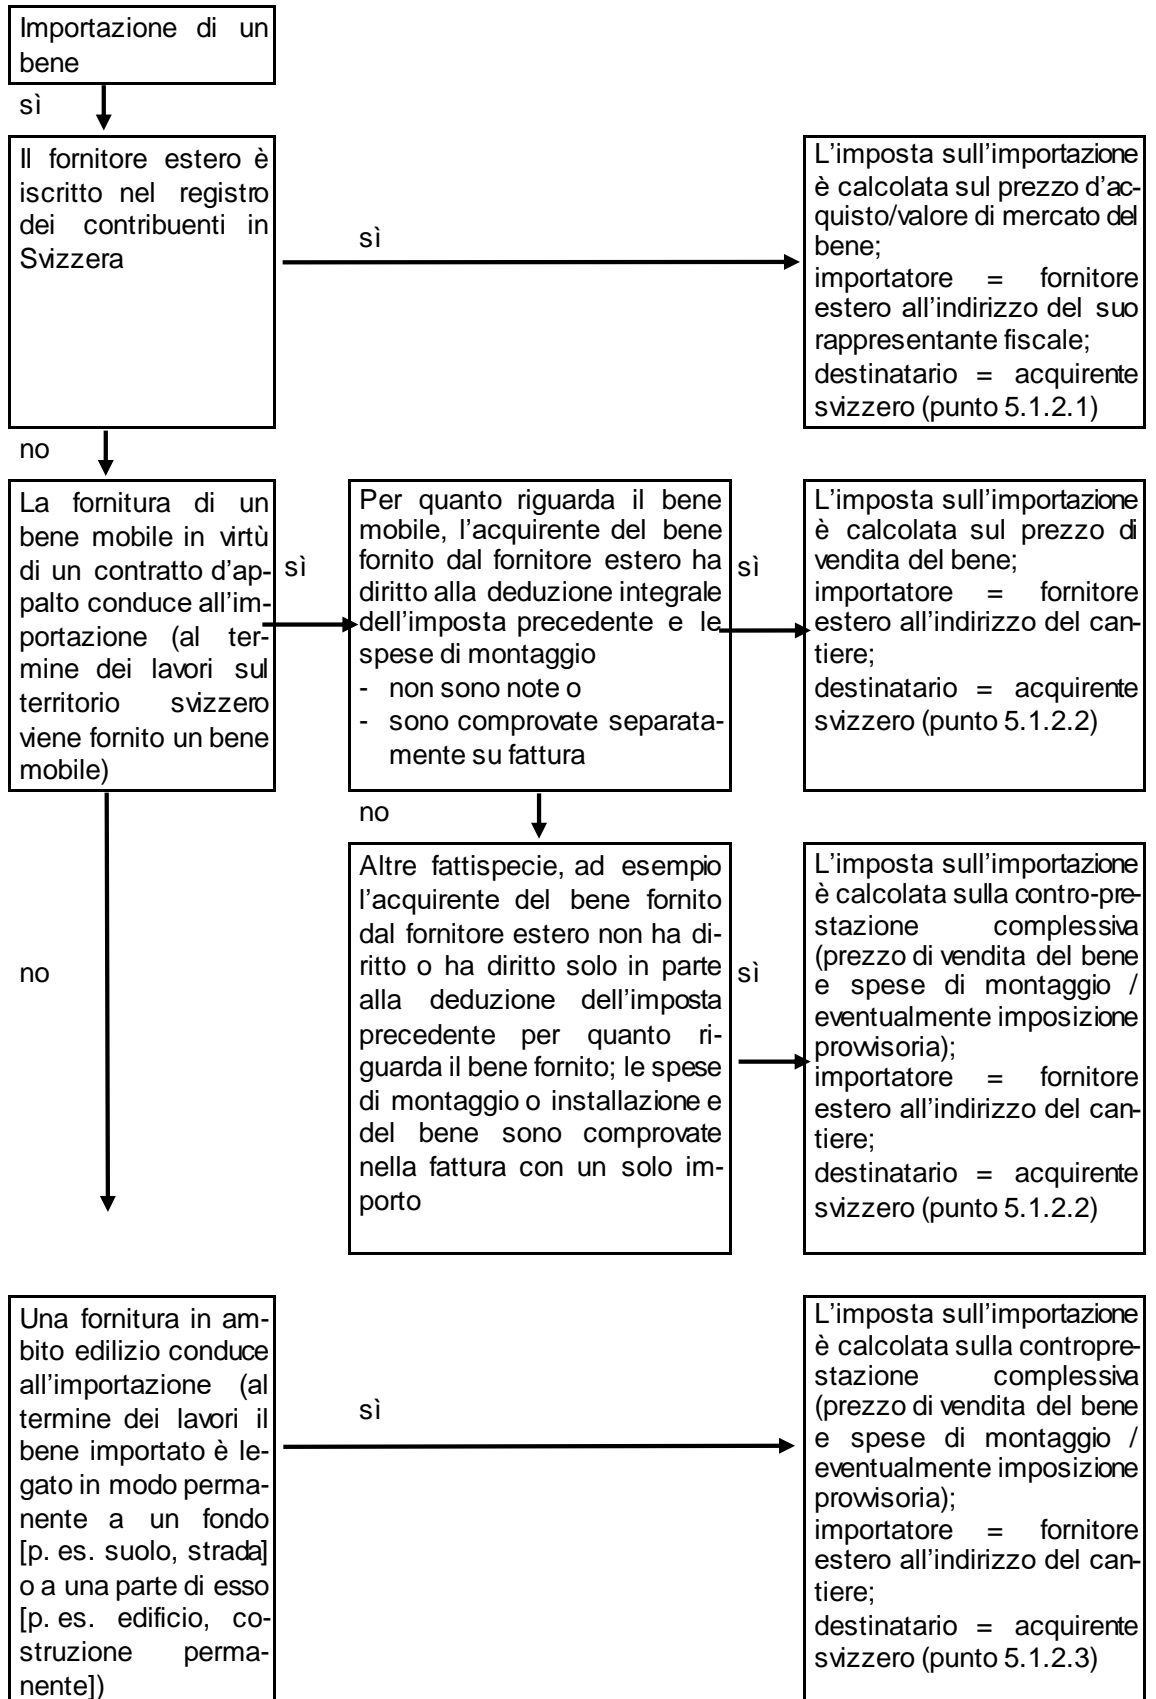 Importazione di un
bene
sì
Il fornitore estero è
iscritto nel registro
dei contribuenti in
Svizzera
sì
L'imposta sull'importazione
è calcolata sul prezzo d'ac-
quisto/valore di mercato del
bene;
importatore = fornitore
estero all'indirizzo del suo
rappresentante fiscale;
destinatario = acquirente
svizzero (punto 5.1.2.1)
no
La fornitura di un
bene mobile in virtù
di un contratto d'ap-
palto conduce all'im-
portazione (al ter-
mine dei lavori sul
territorio svizzero
viene fornito un bene
mobile)
sì
Per quanto riguarda il bene
mobile, l'acquirente del bene
fornito dal fornitore estero ha
diritto alla deduzione integrale
dell'imposta precedente e le
spese di montaggio
- non sono note o
- sono comprovate separata-
mente su fattura
sì
L'imposta sull'importazione
è calcolata sul prezzo di
vendita del bene;
importatore = fornitore
estero all'indirizzo del can-
tiere;
destinatario = acquirente
svizzero (punto 5.1.2.2)
no
Altre fattispecie, ad esempio
l'acquirente del bene fornito
dal fornitore estero non ha di-
ritto o ha diritto solo in parte
alla deduzione dell'imposta
precedente per quanto ri-
guarda il bene fornito; le spese
di montaggio o installazione e
del bene sono comprovate
nella fattura con un solo im-
porto
sì
L'imposta sull'importazione
è calcolata sulla contro-pre-
stazione complessiva
(prezzo di vendita del bene
e spese di montaggio /
eventualmente imposizione
provvisoria);
importatore = fornitore
estero all'indirizzo del can-
tiere;
destinatario = acquirente
svizzero (punto 5.1.2.2)
no
Una fornitura in am-
bito edilizio conduce
all'importazione (al
termine dei lavori il
bene importato è le-
gato in modo perma-
nente a un fondo
[p. es. suolo, strada]
o a una parte di esso
[p. es. edificio, co-
struzione perma-
nente])
sì
L'imposta sull'importazione
è calcolata sulla contropre-
stazione complessiva
(prezzo di vendita del bene
e spese di montaggio /
eventualmente imposizione
provvisoria);
importatore = fornitore
estero all'indirizzo del can-
tiere;
destinatario = acquirente
svizzero (punto 5.1.2.3)